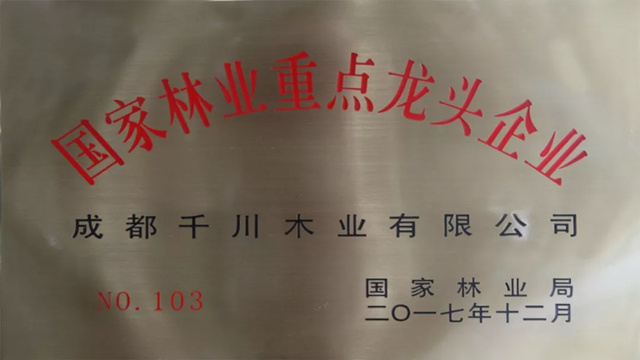 国家林业重点龙头企业
成都千川木业有限公司
NO.103
国家林业局
二〇一七年十二月